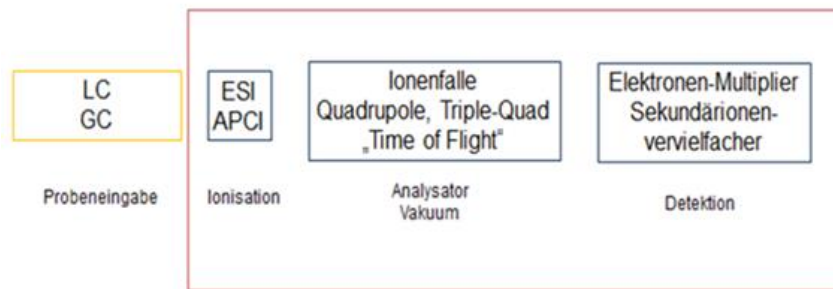 LC
GC
ESI
APCI
Ionenfalle
Quadrupole, Triple-Quad
„Time of Flight"
Elektronen-Multiplier
Sekundärionen-
vervielfacher
Probeneingabe
Ionisation
Analysator
Vakuum
Detektion